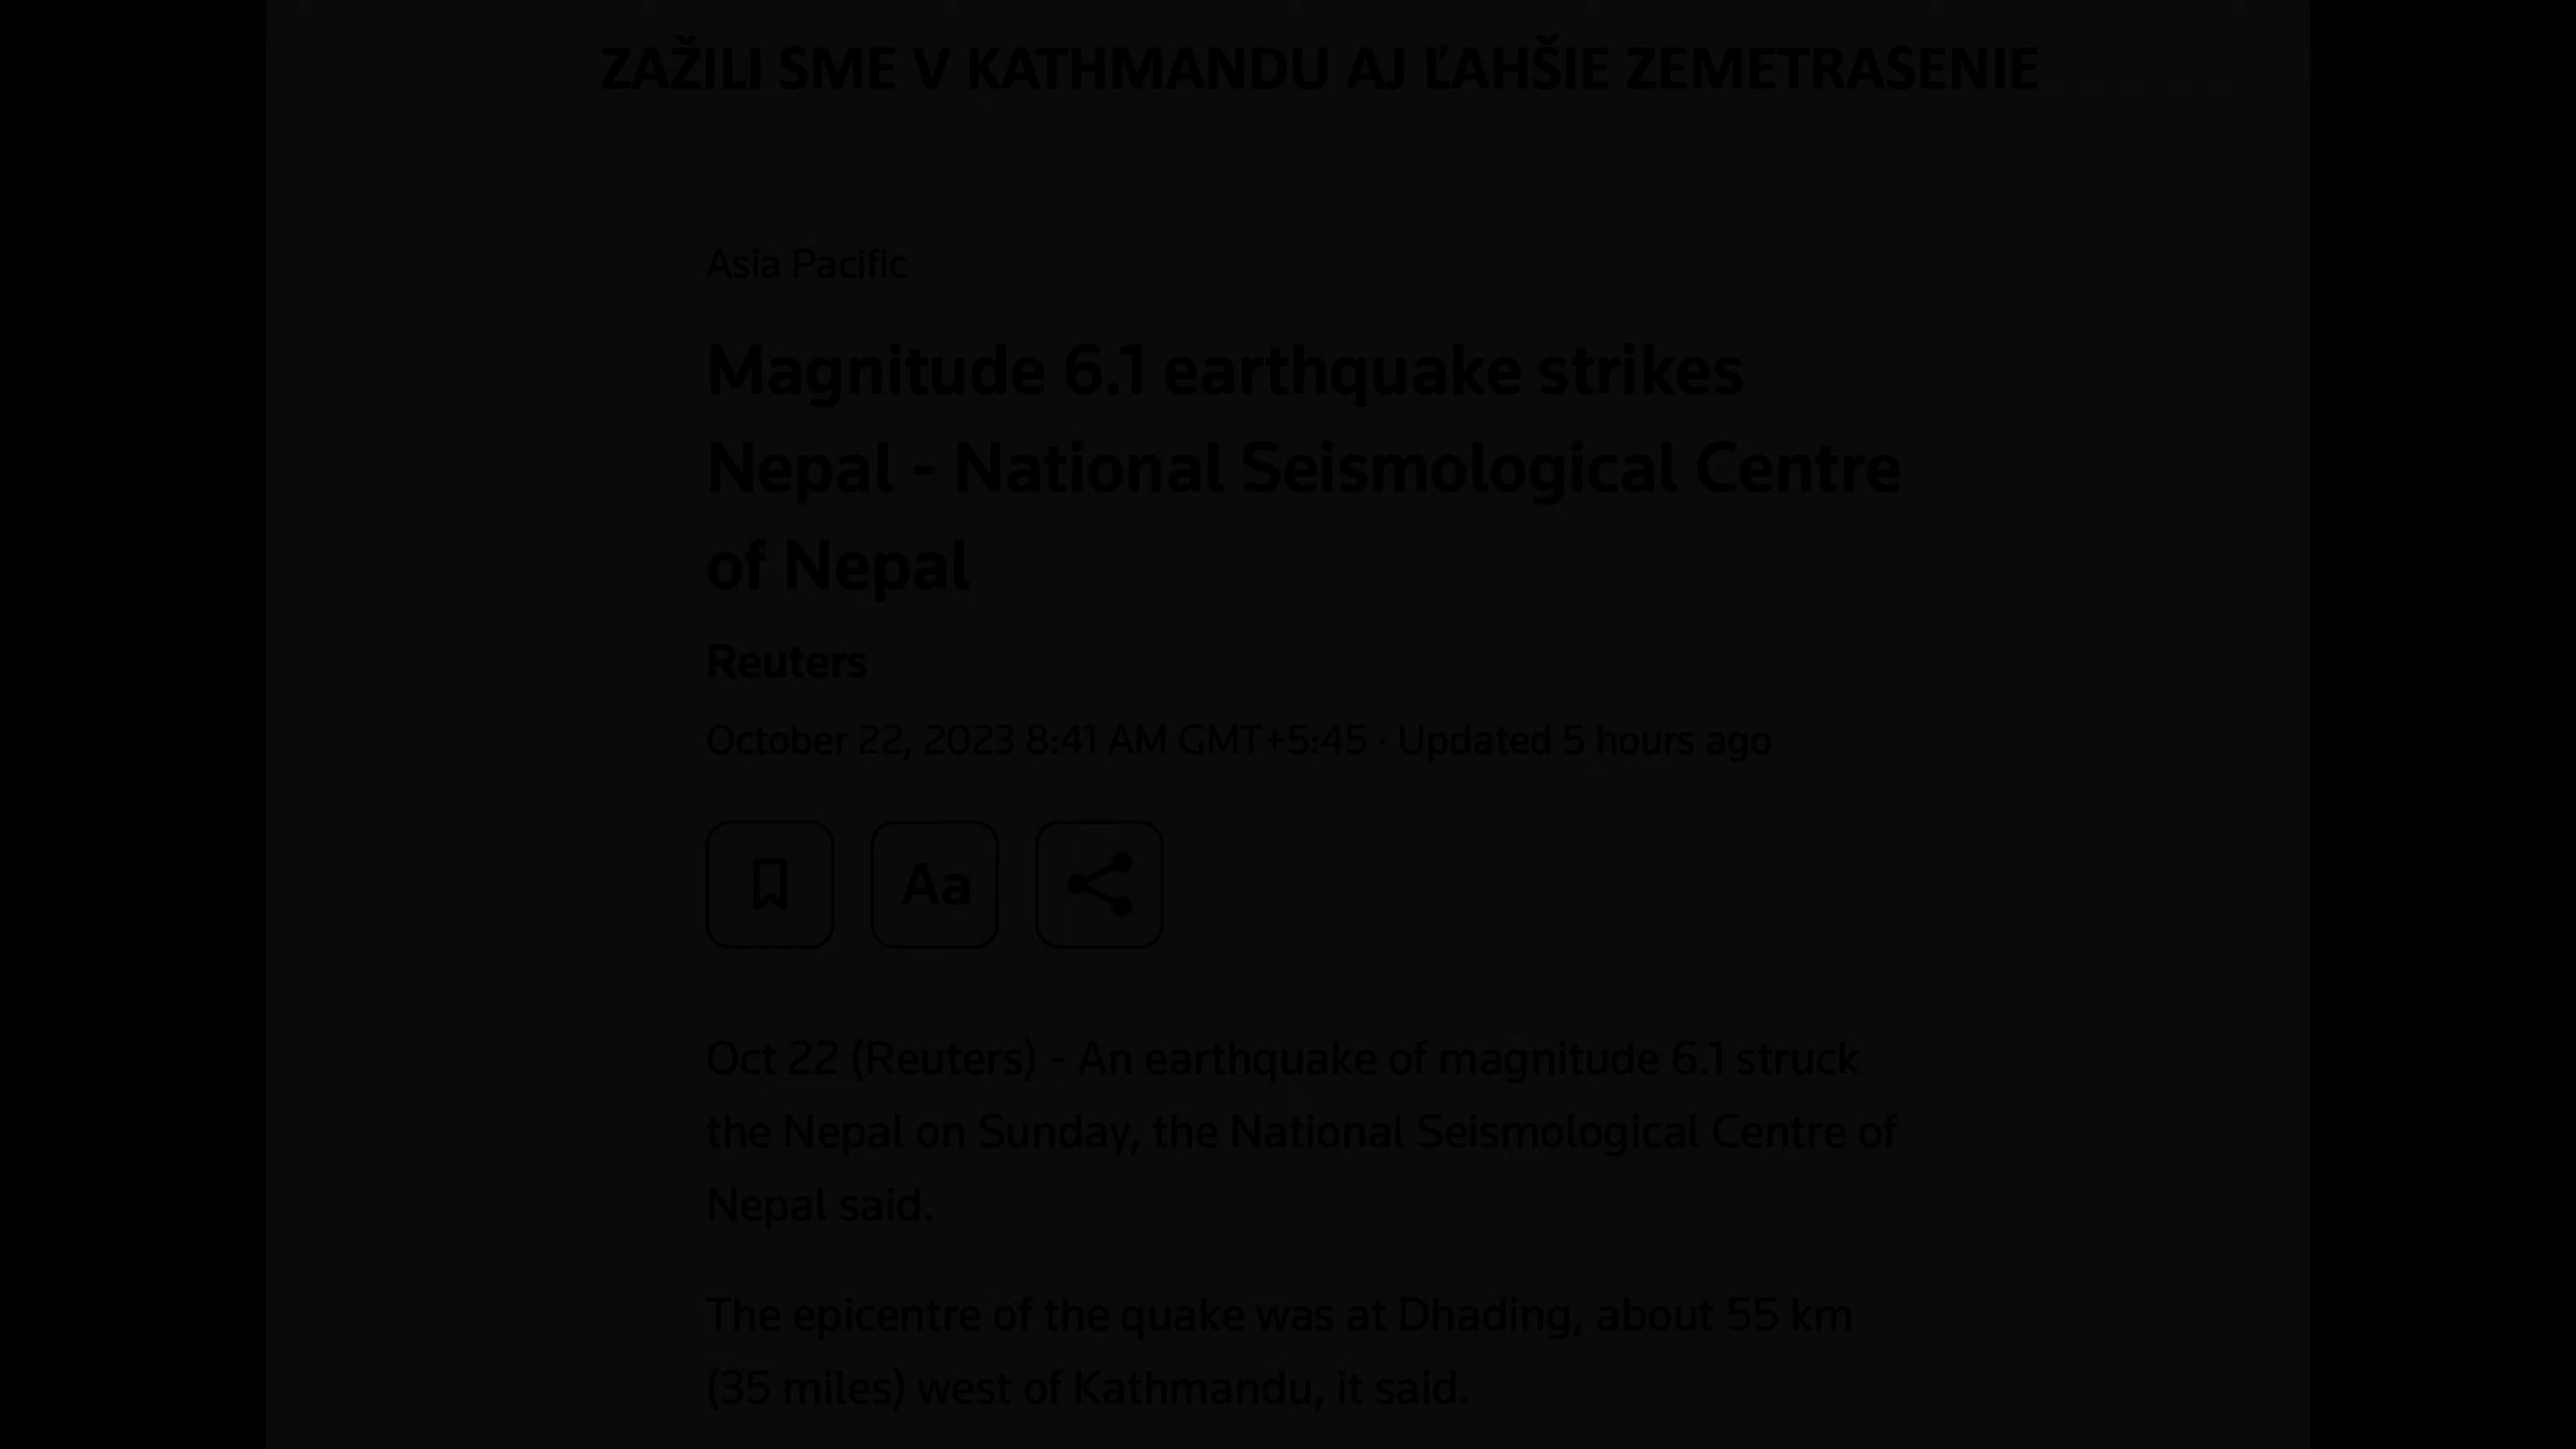 ZAŽILI SME V KATHMANDU AJ ĽAHŠIE ZEMETRASENIE
Asia Pacific
Magnitude 6.1 earthquake strikes
Nepal - National Seismological Centre
of Nepal
Reuters
October 22, 2023 8:41 AM GMT+5:45 · Updated 5 hours ago
Aa
Oct 22 (Reuters) - An earthquake of magnitude 6.1 struck
the Nepal on Sunday, the National Seismological Centre of
Nepal said.
The epicentre of the quake was at Dhading, about 55 km
(35 miles) west of Kathmandu, it said.